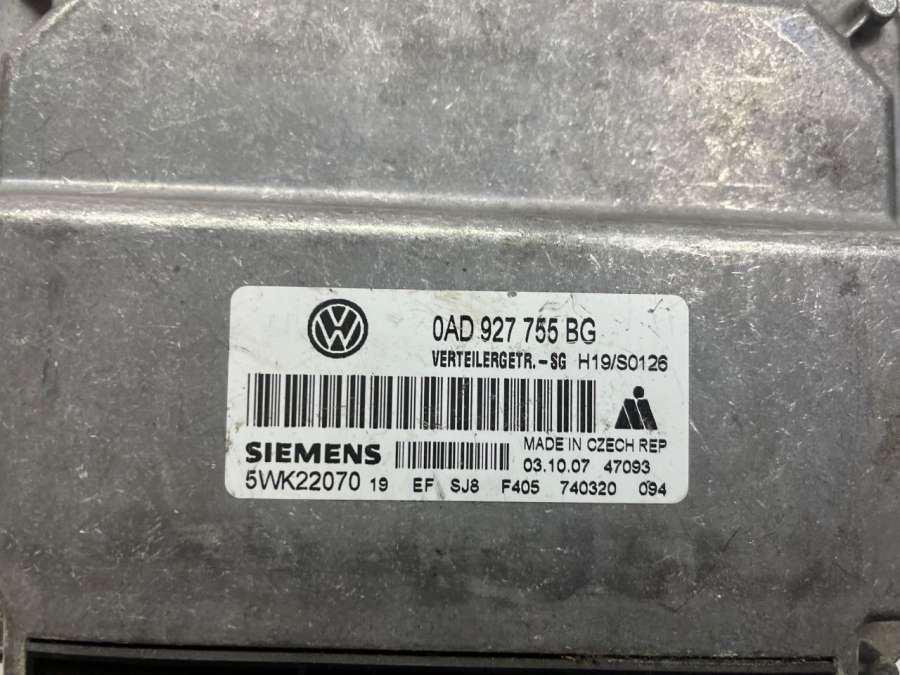 0AD 927 755 BG
VERTEILERGETR.-SG H19/S0126
SIEMENS
MADE IN CZECH REP
03.10.07 47093
5WK22070 19 EF SJ8 F405 740320 094